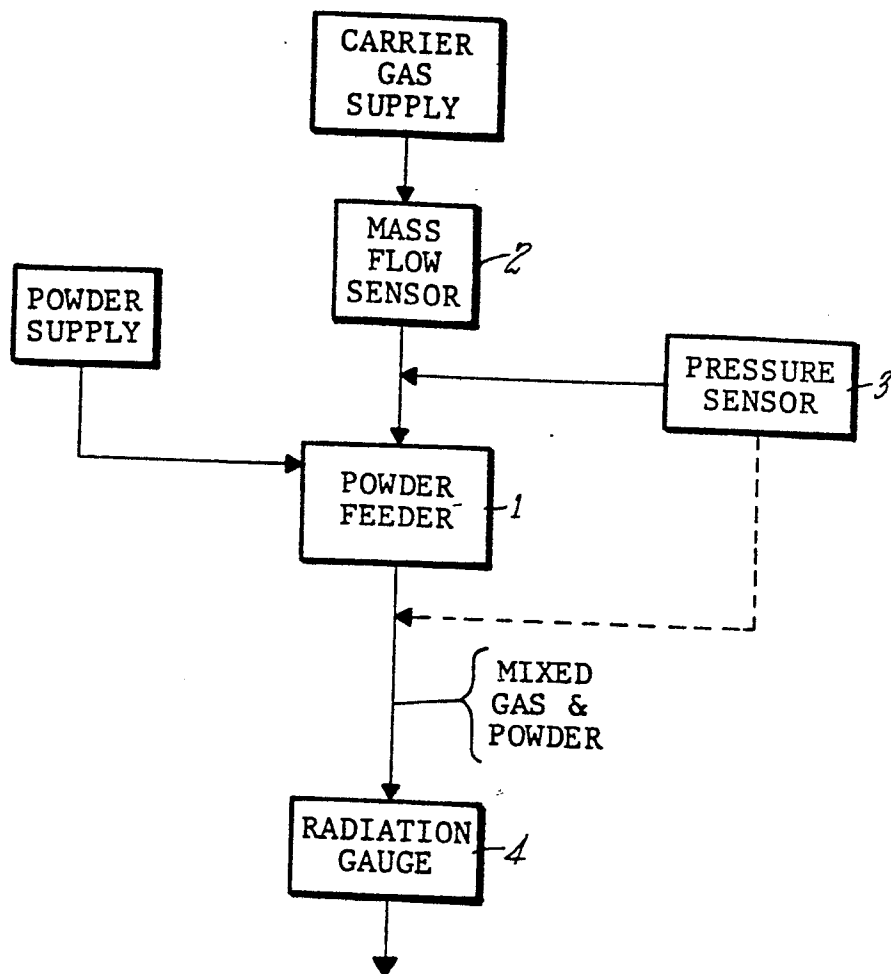 CARRIER
GAS
SUPPLY
MASS
FLOW
SENSOR
2
POWDER
SUPPLY
PRESSURE
SENSOR
3
POWDER
FEEDER
1
MIXED
GAS &
POWDER
RADIATION
GAUGE
4